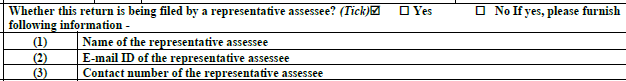 Whether this return is being filed by a representative assessee? (Tick)☑ ☐ Yes ☐ No If yes, please furnish
following information -
(1) Name of the representative assessee
(2) E-mail ID of the representative assessee
(3) Contact number of the representative assessee